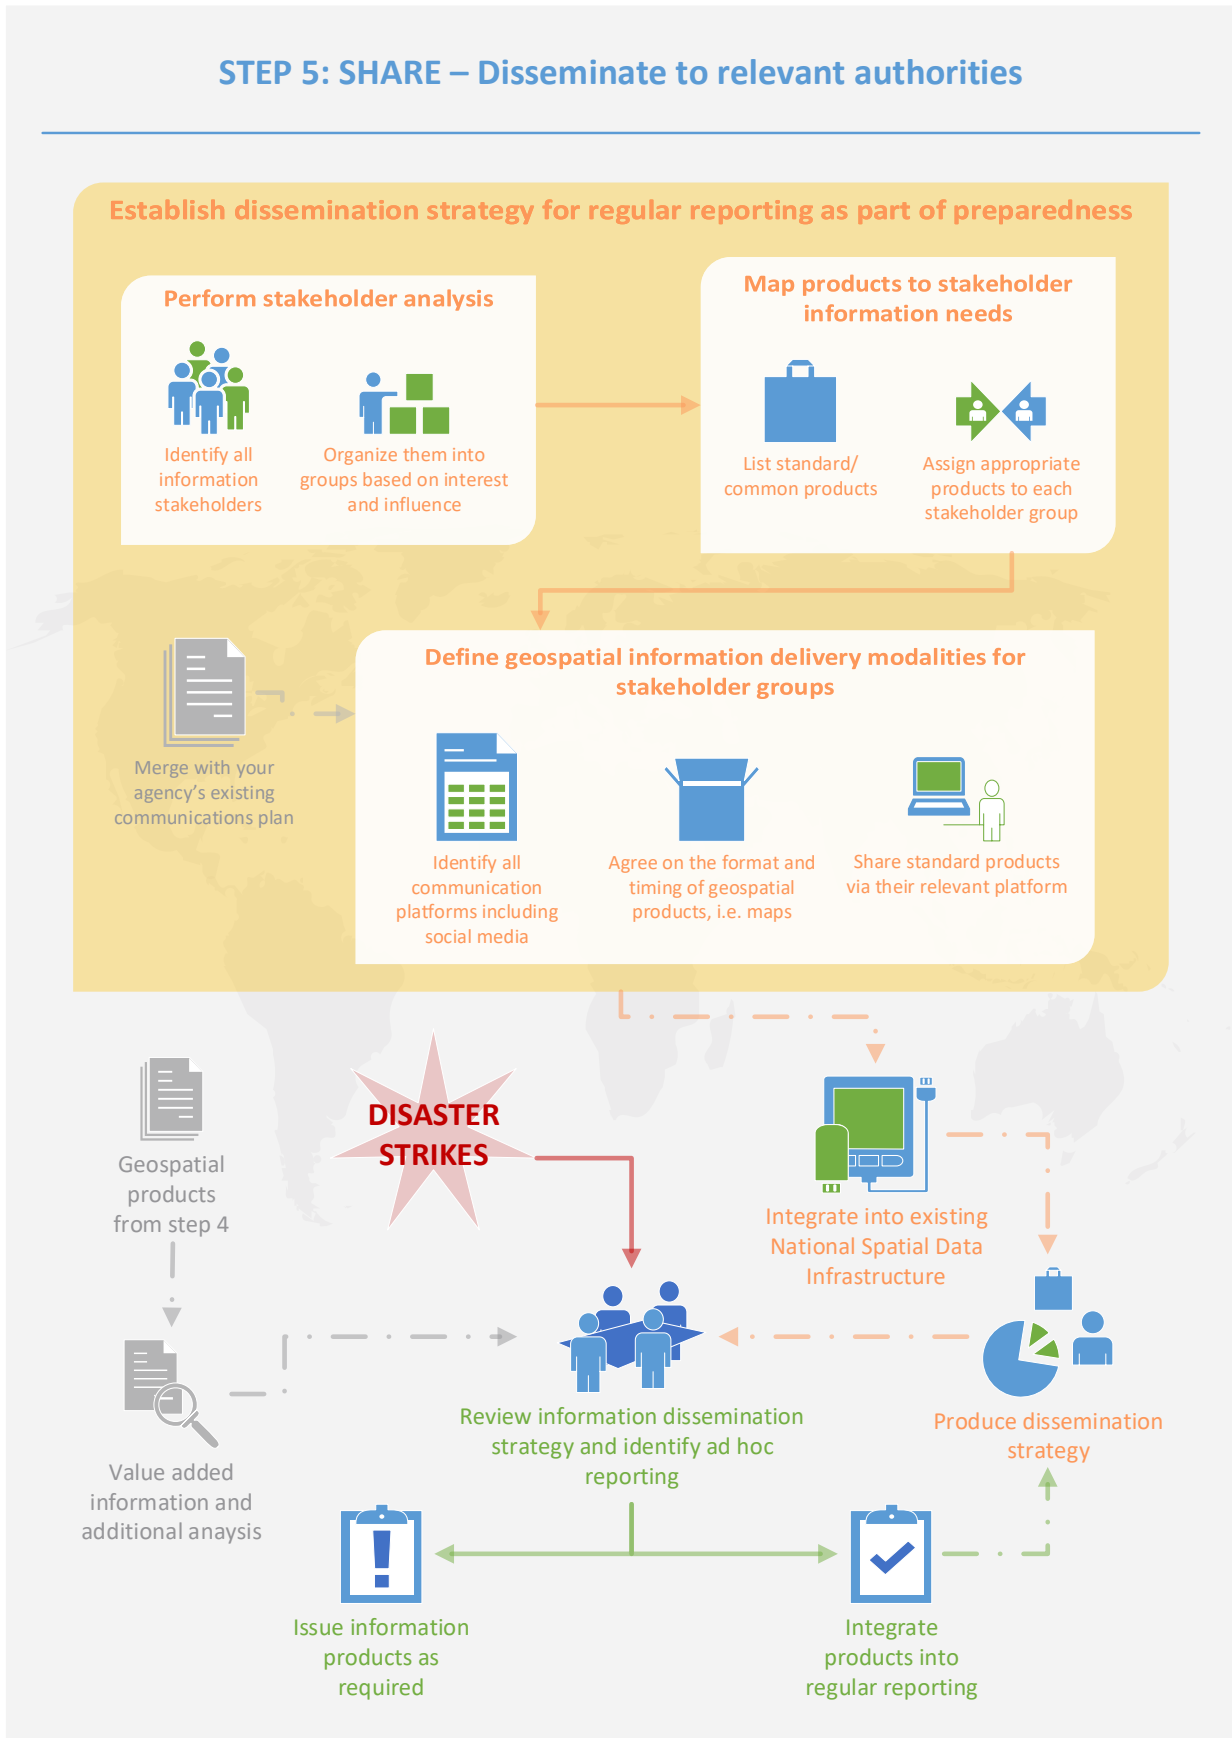 STEP 5: SHARE – Disseminate to relevant authorities
Establish dissemination strategy for regular reporting as part of preparedness
Perform stakeholder analysis
Identify all
information
stakeholders
Organize them into
groups based on interest
and influence
Map products to stakeholder
information needs
List standard/
common products
Assign appropriate
products to each
stakeholder group
Merge with your
agency’s existing
communications plan
Define geospatial information delivery modalities for
stakeholder groups
Identify all
communication
platforms including
social media
Agree on the format and
timing of geospatial
products, i.e. maps
Share standard products
via their relevant platform
DISASTER
STRIKES
Geospatial
products
from step 4
Integrate into existing
National Spatial Data
Infrastructure
Value added
information and
additional anaysis
Review information dissemination
strategy and identify ad hoc
reporting
Produce dissemination
strategy
Issue information
products as
required
Integrate
products into
regular reporting